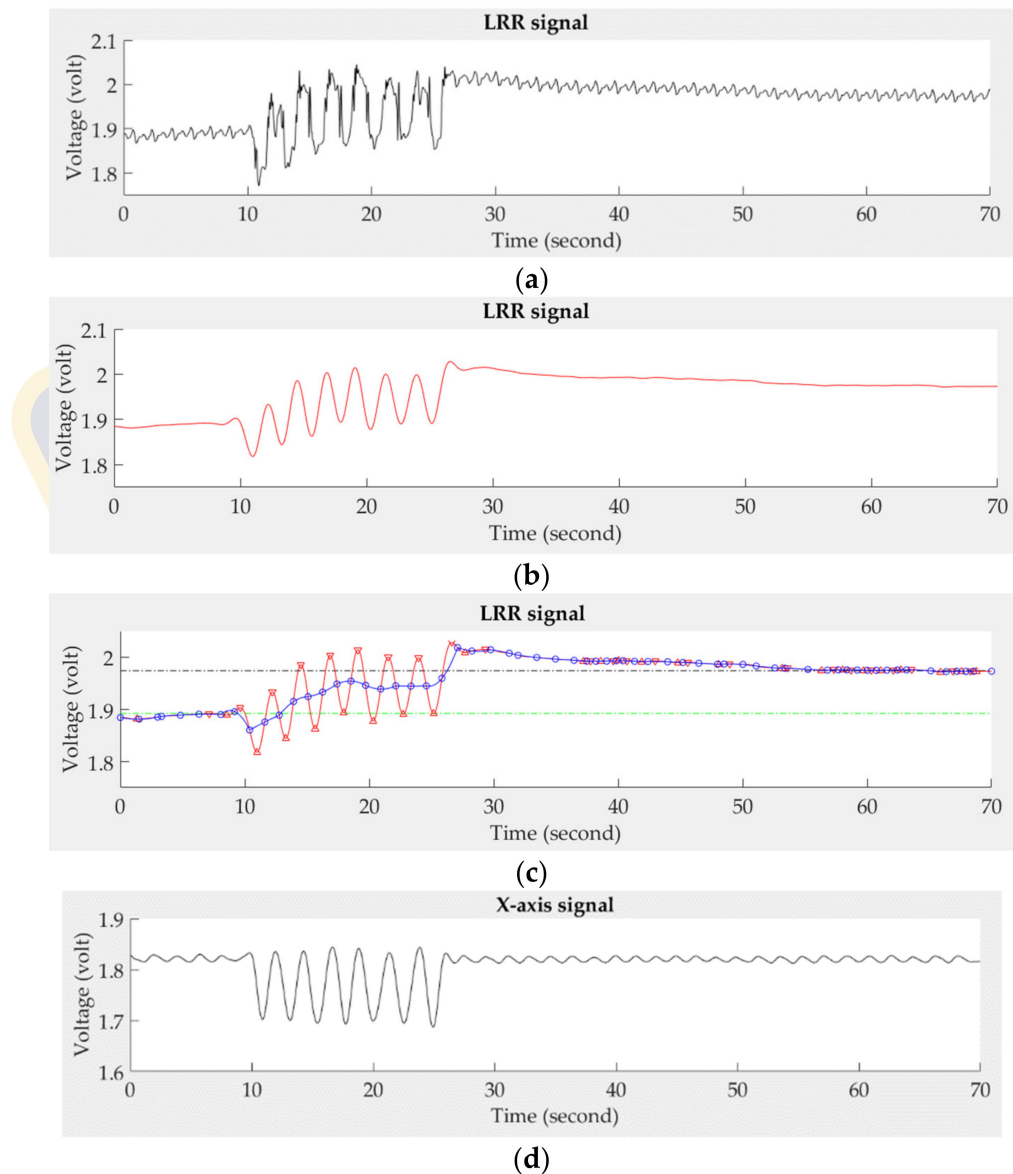 LRR signal
2.1
2
1.9
1.8
Voltage (volt)
0 10 20 30 40 50 60 70
Time (second)
(a)
LRR signal
2.1
2
1.9
1.8
Voltage (volt)
0 10 20 30 40 50 60 70
Time (second)
(b)
LRR signal
2
1.9
1.8
Voltage (volt)
0 10 20 30 40 50 60 70
Time (second)
(c)
X-axis signal
1.9
1.8
1.7
1.6
Voltage (volt)
0 10 20 30 40 50 60 70
Time (second)
(d)